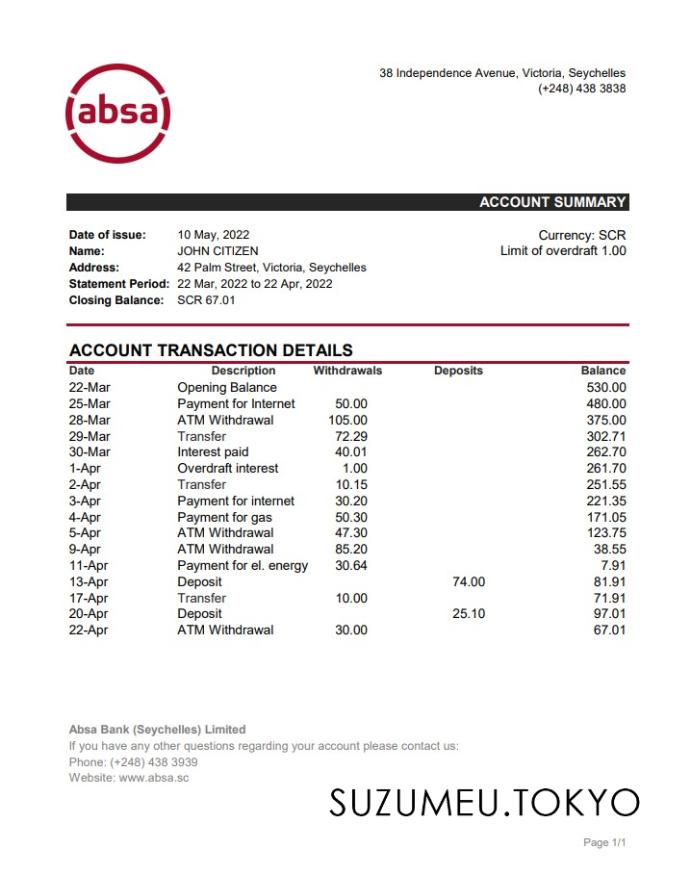 absa
38 Independence Avenue, Victoria, Seychelles
(+248) 438 3838
ACCOUNT SUMMARY
Date of issue: 10 May, 2022
Currency: SCR
Name: JOHN CITIZEN
Limit of overdraft 1.00
Address: 42 Palm Street, Victoria, Seychelles
Statement Period: 22 Mar, 2022 to 22 Apr, 2022
Closing Balance: SCR 67.01
ACCOUNT TRANSACTION DETAILS
Date Description Withdrawals Deposits Balance
22-Mar Opening Balance 530.00
25-Mar Payment for Internet 50.00 480.00
28-Mar ATM Withdrawal 105.00 375.00
29-Mar Transfer 72.29 302.71
30-Mar Interest paid 40.01 262.70
1-Apr Overdraft interest 1.00 261.70
2-Apr Transfer 10.15 251.55
3-Apr Payment for internet 30.20 221.35
4-Apr Payment for gas 50.30 171.05
5-Apr ATM Withdrawal 47.30 123.75
9-Apr ATM Withdrawal 85.20 38.55
11-Apr Payment for el. energy 30.64 7.91
13-Apr Deposit 74.00 81.91
17-Apr Transfer 10.00 71.91
20-Apr Deposit 25.10 97.01
22-Apr ATM Withdrawal 30.00 67.01
Absa Bank (Seychelles) Limited
If you have any other questions regarding your account please contact us:
Phone: (+248) 438 3939
Website: www.absa.sc
SUZUMEU.TOKYO
Page 1/1